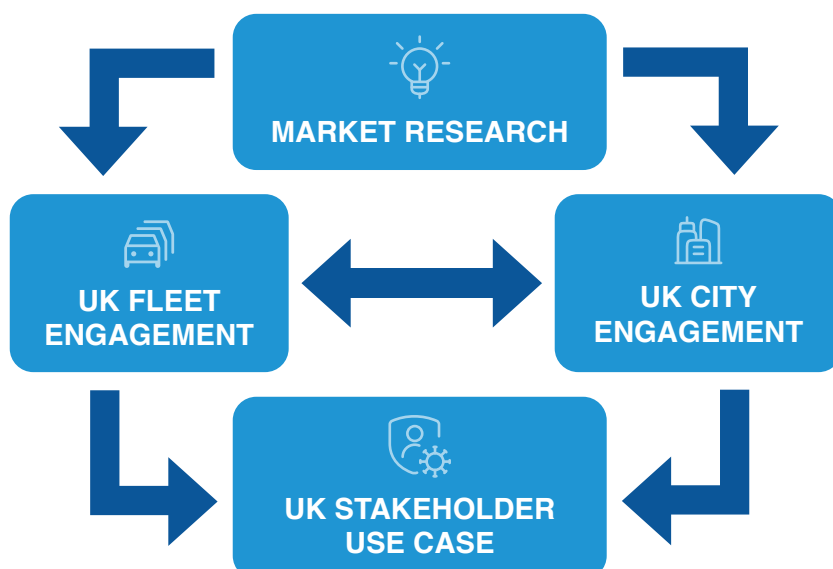 MARKET RESEARCH
UK FLEET
ENGAGEMENT
UK CITY
ENGAGEMENT
UK STAKEHOLDER
USE CASE